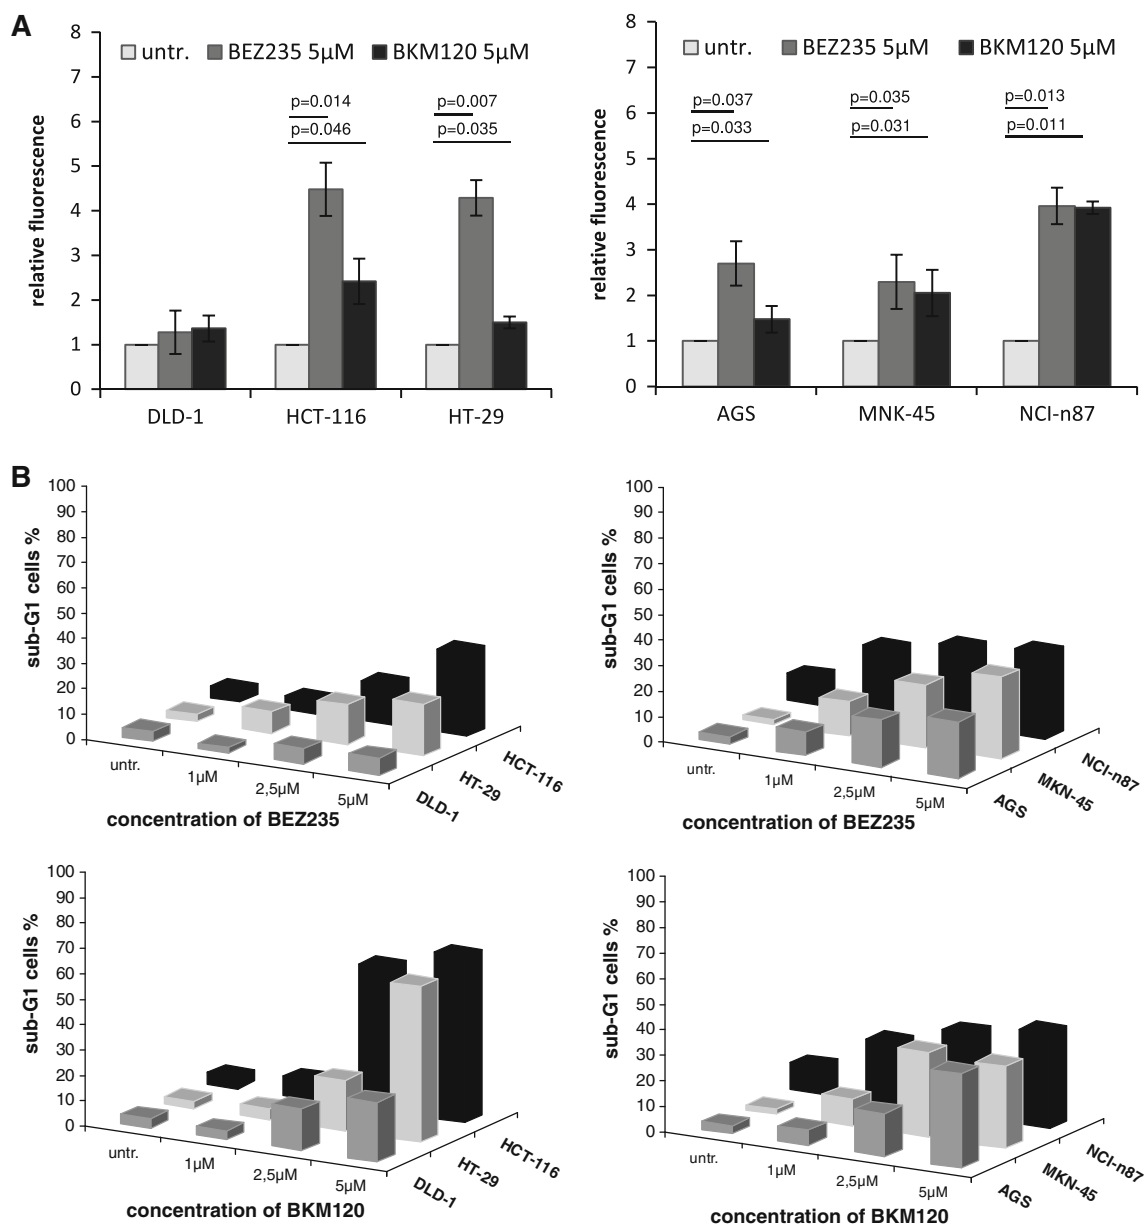 A
8
7
6
5
4
3
2
1
0
relative fluorescence
untr. BEZ235 5µM BKM120 5µM
p=0.014
p=0.046
p=0.007
p=0.035
DLD-1 HCT-116 HT-29
8
7
6
5
4
3
2
1
0
relative fluorescence
untr. BEZ235 5µM BKM120 5µM
p=0.037
p=0.033
p=0.035
p=0.031
p=0.013
p=0.011
AGS MNK-45 NCI-n87
B
100
90
80
70
60
50
40
30
20
10
0
sub-G1 cells %
untr.
1µM
2,5µM
5µM
DLD-1
HT-29
HCT-116
concentration of BEZ235
100
90
80
70
60
50
40
30
20
10
0
sub-G1 cells %
untr.
1µM
2,5µM
5µM
AGS
MKN-45
NCI-n87
concentration of BEZ235
100
90
80
70
60
50
40
30
20
10
0
sub-G1 cells %
untr.
1µM
2,5µM
5µM
DLD-1
HT-29
HCT-116
concentration of BKM120
100
90
80
70
60
50
40
30
20
10
0
sub-G1 cells %
untr.
1µM
2,5µM
5µM
AGS
MKN-45
NCI-n87
concentration of BKM120